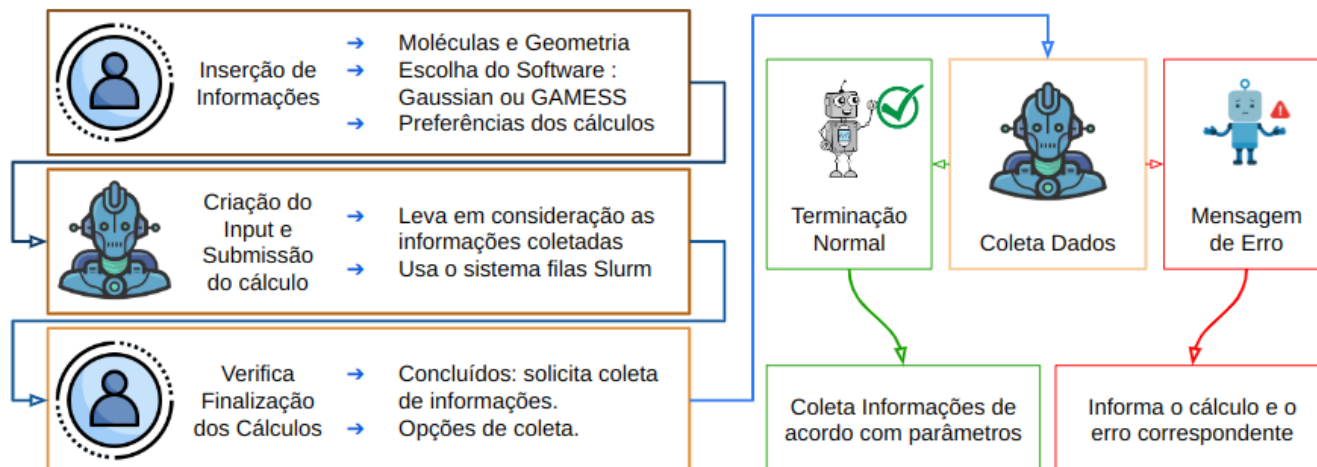 Inserção de
Informações
➔ Moléculas e Geometria
➔ Escolha do Software :
Gaussian ou GAMESS
➔ Preferências dos cálculos
Criação do
Input e
Submissão
do cálculo
➔ Leva em consideração as
informações coletadas
➔ Usa o sistema filas Slurm
Verifica
Finalização
dos Cálculos
➔ Concluídos: solicita coleta
de informações.
➔ Opções de coleta.
Terminação
Normal
Coleta Dados
Mensagem
de Erro
Coleta Informações de
acordo com parâmetros
Informa o cálculo e o
erro correspondente